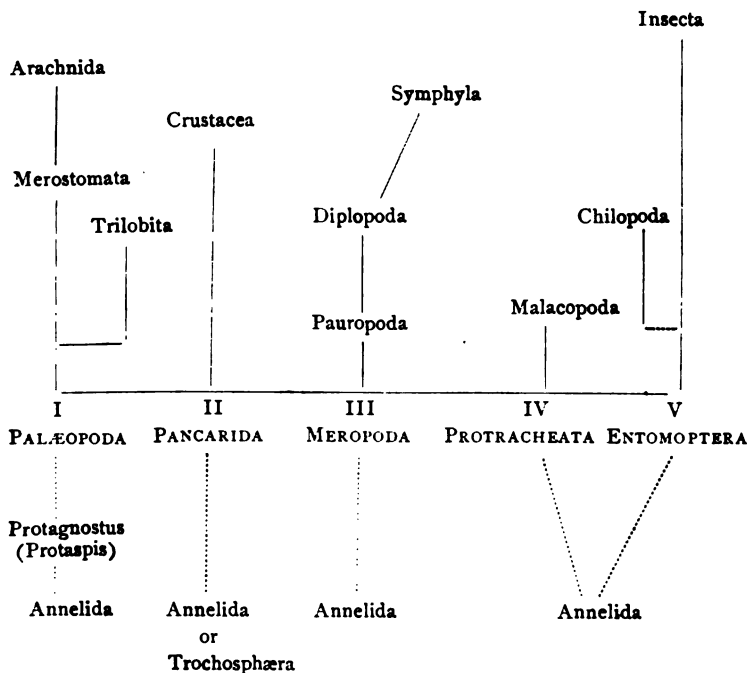 Insecta
Arachnida
Symphyla
Crustacea
Merostomata
Trilobita
Diplopoda
Chilopoda
Pauropoda
Malacopoda
I
II
III
IV
V
PALÆOPODA
PANCARIDA
MEROPODA
PROTRACHEATA
ENTOMOPTERA
Protagnostus
(Protaspis)
Annelida
Annelida
or
Trochosphæra
Annelida
Annelida